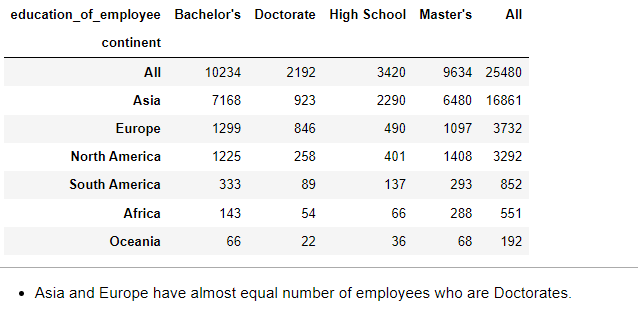 education_of_employee Bachelor's Doctorate High School Master's All
continent
All 10234 2192 3420 9634 25480
Asia 7168 923 2290 6480 16861
Europe 1299 846 490 1097 3732
North America 1225 258 401 1408 3292
South America 333 89 137 293 852
Africa 143 54 66 288 551
Oceania 66 22 36 68 192
• Asia and Europe have almost equal number of employees who are Doctorates.